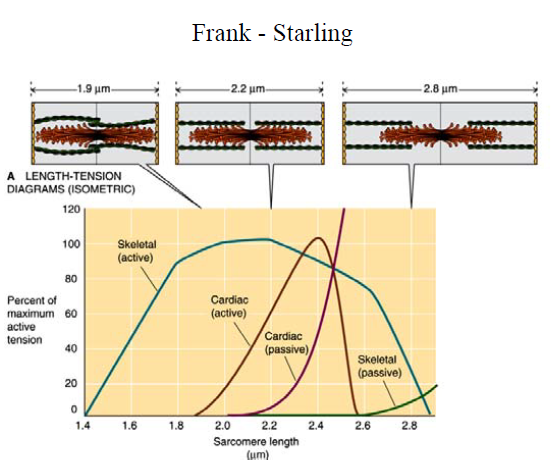 Frank - Starling
1.9 μm
2.2 μm
2.8 μm
A LENGTH-TENSION
DIAGRAMS (ISOMETRIC)
120
100
80
60
40
20
0
Percent of
maximum
active
tension
Skeletal
(active)
Cardiac
(active)
Cardiac
(passive)
Skeletal
(passive)
1.4
1.6
1.8
2.0
2.2
2.4
2.6
2.8
Sarcomere length
(μm)